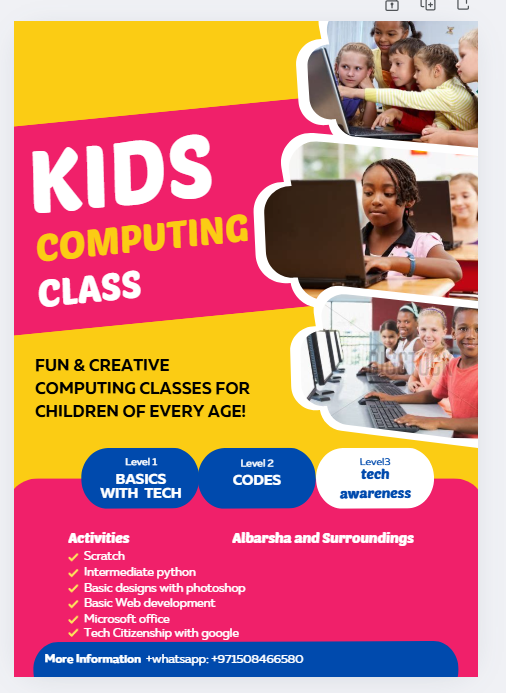 KIDS
COMPUTING
CLASS
FUN & CREATIVE
COMPUTING CLASSES FOR
CHILDREN OF EVERY AGE!
Level 1
BASICS
WITH TECH
Level 2
CODES
Level3
tech
awareness
Activities
Scratch
Intermediate python
Basic designs with photoshop
Basic Web development
Microsoft office
Tech Citizenship with google
Albarsha and Surroundings
More Information +whatsapp: +971508466580